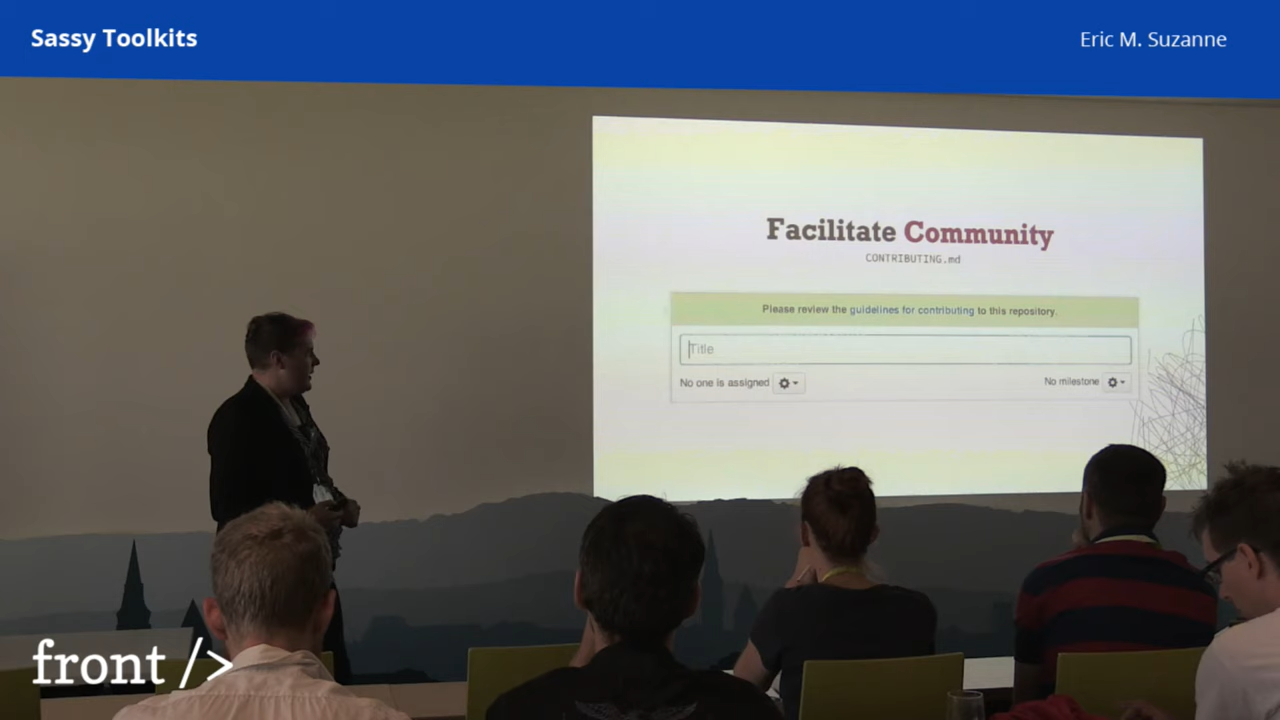 Sassy Toolkits
Eric M. Suzanne
Facilitate Community
CONTRIBUTING.md
Please review the guidelines for contributing to this repository.
Title
No one is assigned
No milestone
front />